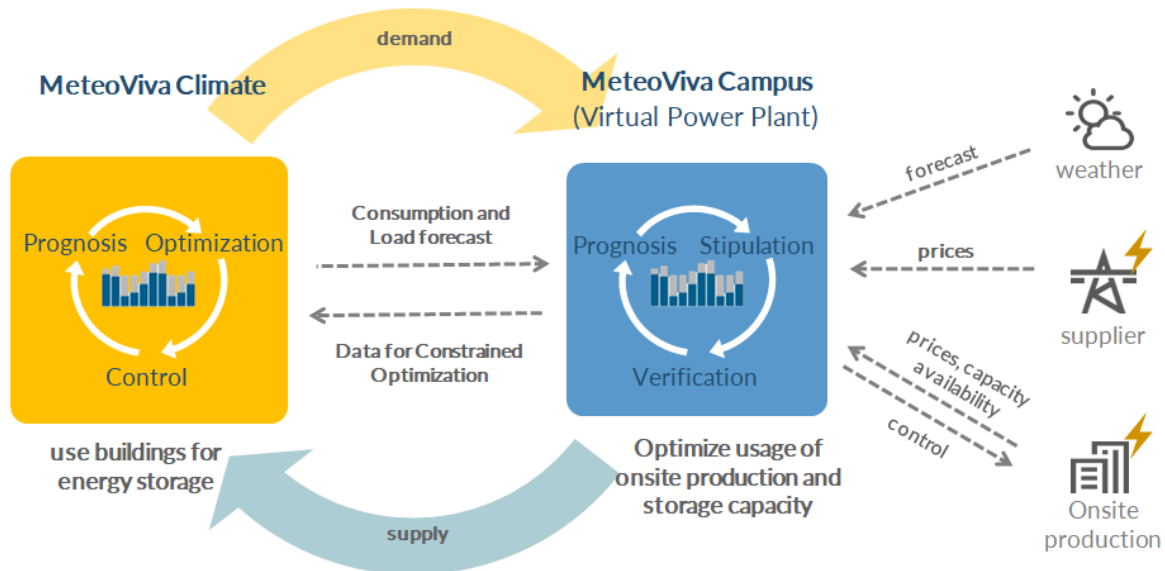 demand
MeteoViva Climate
MeteoViva Campus
(Virtual Power Plant)
Prognosis
Optimization
Control
use buildings for
energy storage
Consumption and
Load forecast
Data for Constrained
Optimization
Prognosis
Stipulation
Verification
Optimize usage of
onsite production and
storage capacity
supply
forecast
weather
prices
supplier
prices, capacity
availability
control
Onsite
production